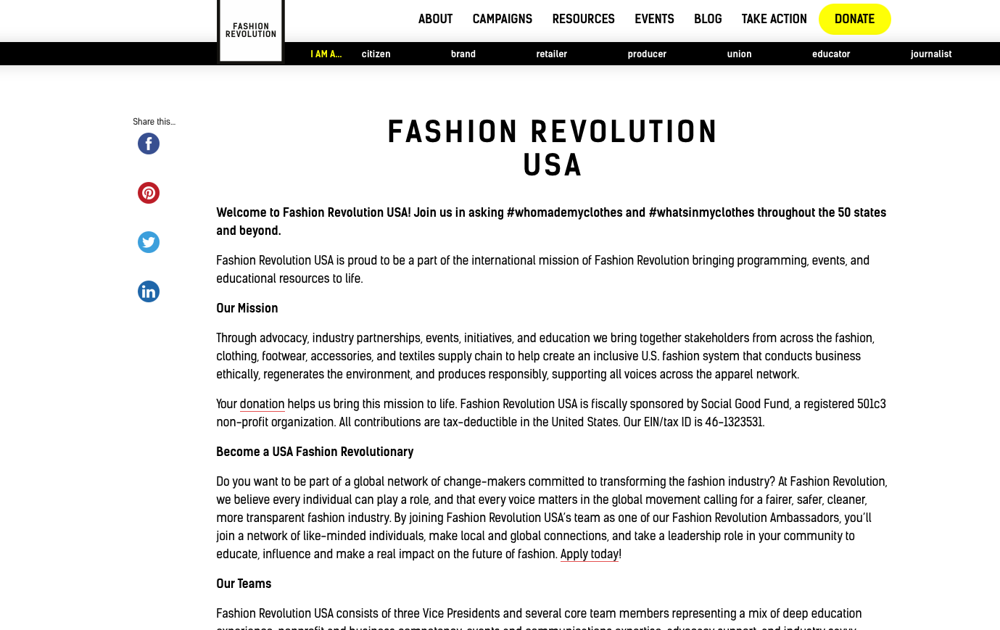 FASHION
REVOLUTION
ABOUT CAMPAIGNS RESOURCES EVENTS BLOG TAKE ACTION DONATE
I AM A... citizen brand retailer producer union educator journalist
Share this...
FASHION REVOLUTION
USA
Welcome to Fashion Revolution USA! Join us in asking #whomademyclothes and #whatsinmyclothes throughout the 50 states
and beyond.
Fashion Revolution USA is proud to be a part of the international mission of Fashion Revolution bringing programming, events, and
educational resources to life.
Our Mission
Through advocacy, industry partnerships, events, initiatives, and education we bring together stakeholders from across the fashion,
clothing, footwear, accessories, and textiles supply chain to help create an inclusive U.S. fashion system that conducts business
ethically, regenerates the environment, and produces responsibly, supporting all voices across the apparel network.
Your donation helps us bring this mission to life. Fashion Revolution USA is fiscally sponsored by Social Good Fund, a registered 501c3
non-profit organization. All contributions are tax-deductible in the United States. Our EIN/tax ID is 46-1323531.
Become a USA Fashion Revolutionary
Do you want to be part of a global network of change-makers committed to transforming the fashion industry? At Fashion Revolution,
we believe every individual can play a role, and that every voice matters in the global movement calling for a fairer, safer, cleaner,
more transparent fashion industry. By joining Fashion Revolution USA's team as one of our Fashion Revolution Ambassadors, you'll
join a network of like-minded individuals, make local and global connections, and take a leadership role in your community to
educate, influence and make a real impact on the future of fashion. Apply today!
Our Teams
Fashion Revolution USA consists of three Vice Presidents and several core team members representing a mix of deep education
experience, nonprofit and business competency, events and communications expertise, advocacy support, and industry savvy.